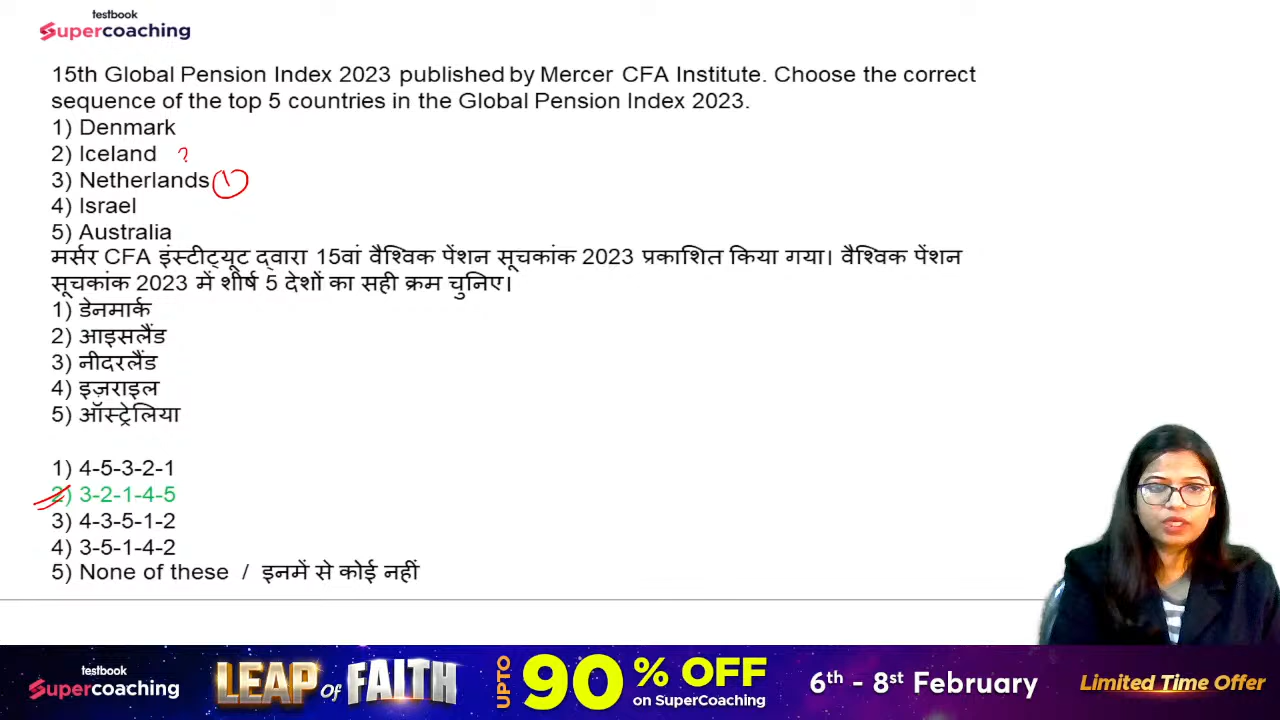 testbook
Supercoaching
15th Global Pension Index 2023 published by Mercer CFA Institute. Choose the correct
sequence of the top 5 countries in the Global Pension Index 2023.
1) Denmark
2) Iceland ?
3) Netherlands 1
4) Israel
5) Australia
मर्सर CFA इंस्टीट्यूट द्वारा 15वां वैश्विक पेंशन सूचकांक 2023 प्रकाशित किया गया। वैश्विक पेंशन
सूचकांक 2023 में शीर्ष 5 देशों का सही क्रम चुनिए।
1) डेनमार्क
2) आइसलैंड
3) नीदरलैंड
4) इज़राइल
5) ऑस्ट्रेलिया
1) 4-5-3-2-1
2) 3-2-1-4-5
3) 4-3-5-1-2
4) 3-5-1-4-2
5) None of these / इनमें से कोई नहीं
testbook
Supercoaching
LEAP OF FAITH
UPTO 90% OFF
on SuperCoaching
6th - 8st February
Limited Time Offer